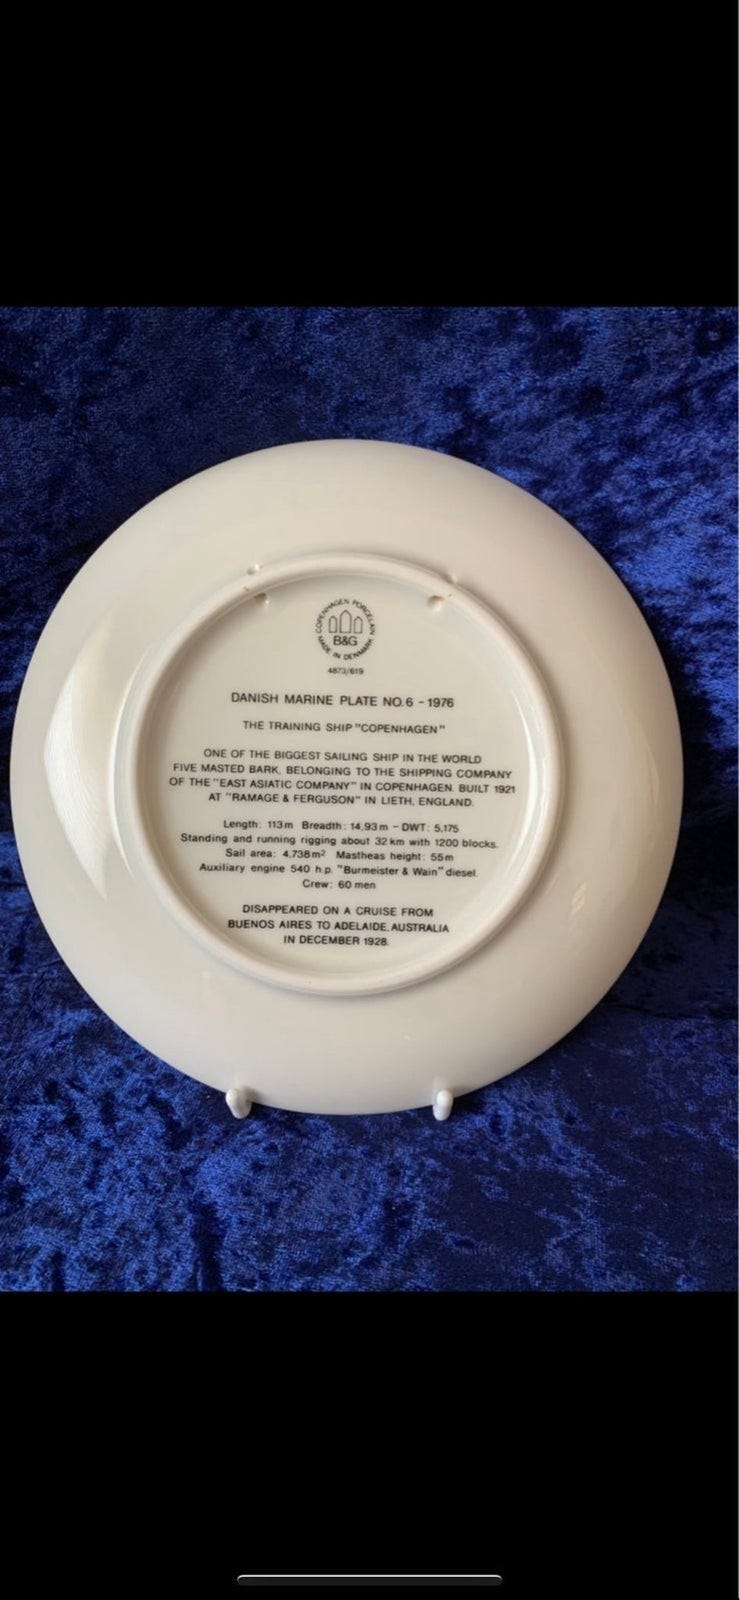 COPENHAGEN PORCELAIN
B&G
MADE IN DENMARK
4873/619
DANISH MARINE PLATE NO.6 - 1976
THE TRAINING SHIP "COPENHAGEN"
ONE OF THE BIGGEST SAILING SHIP IN THE WORLD
FIVE MASTED BARK, BELONGING TO THE SHIPPING COMPANY
OF THE "EAST ASIATIC COMPANY" IN COPENHAGEN. BUILT 1921
AT "RAMAGE & FERGUSON" IN LIETH, ENGLAND.
Length: 113m Breadth: 14,93m - DWT: 5,175
Standing and running rigging about 32 km with 1200 blocks.
Sail area: 4,738m² Mastheas height: 55m
Auxiliary engine 540 h.p. "Burmeister & Wain" diesel.
Crew: 60 men
DISAPPEARED ON A CRUISE FROM
BUENOS AIRES TO ADELAIDE, AUSTRALIA
IN DECEMBER 1928.